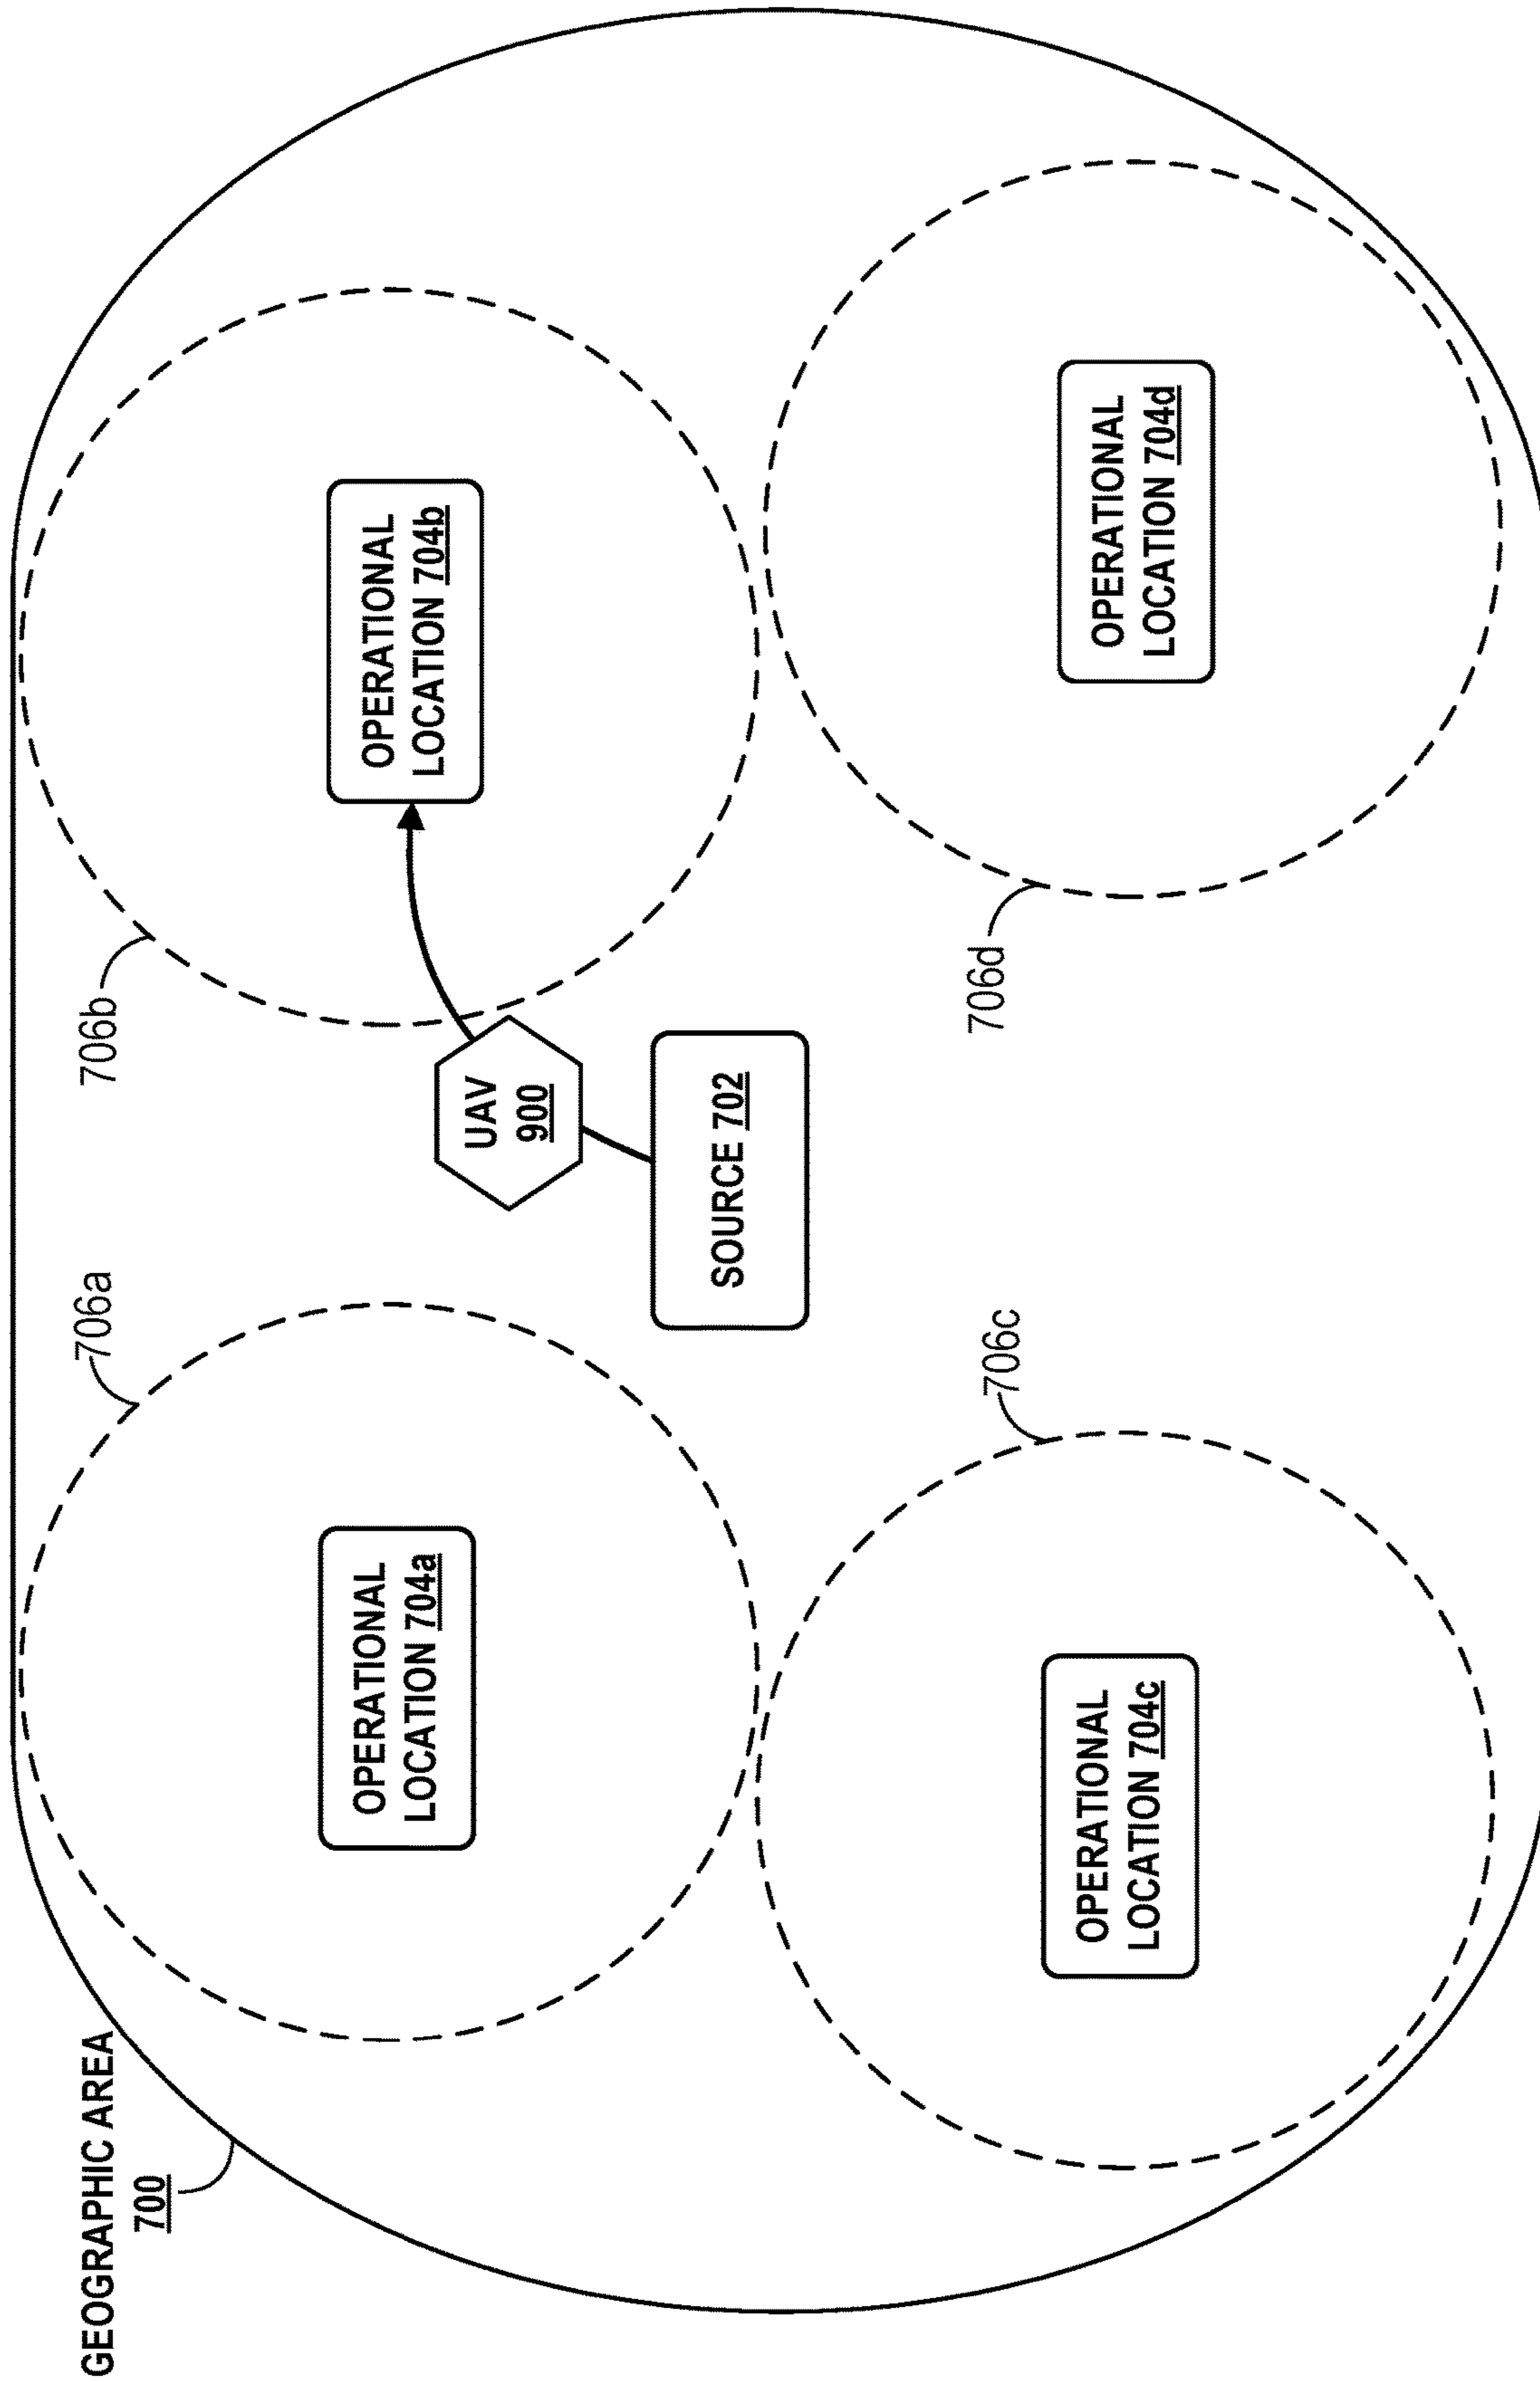 GEOGRAPHIC AREA
700
706a
706b
OPERATIONAL
LOCATION 704a
UAV
900
OPERATIONAL
LOCATION 704b
SOURCE 702
706c
706d
OPERATIONAL
LOCATION 704c
OPERATIONAL
LOCATION 704d